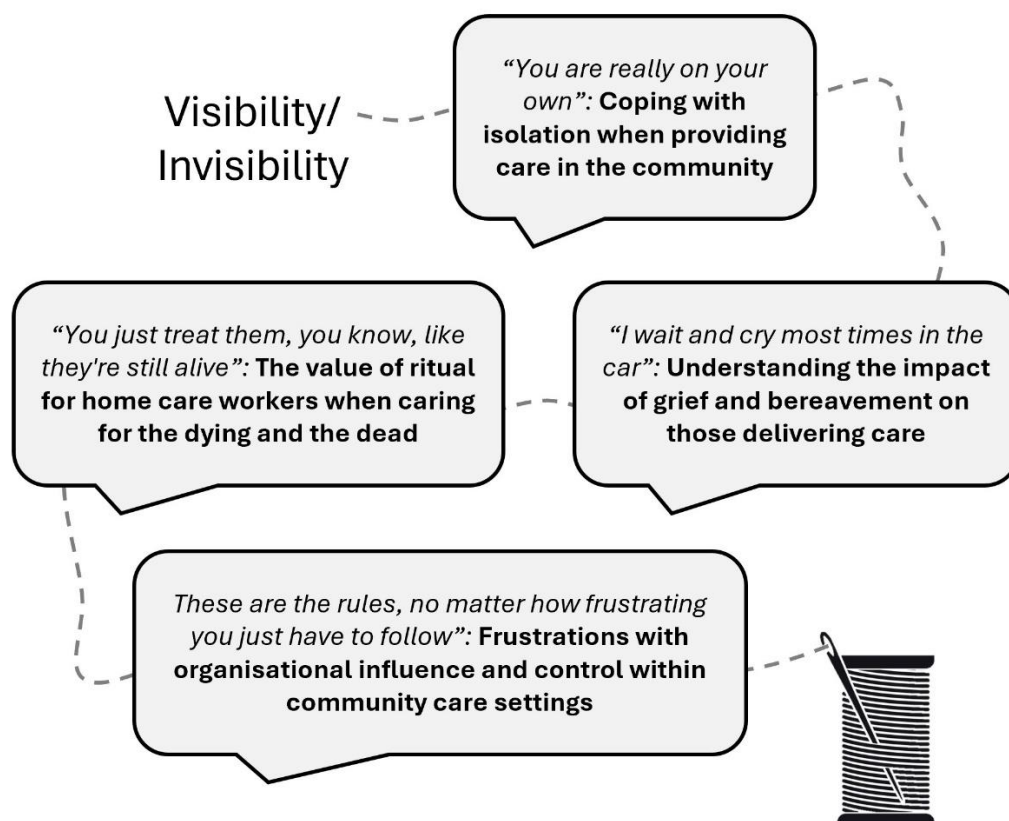 Visibility/
Invisibility
“You are really on your
own”: Coping with
isolation when providing
care in the community
“You just treat them, you know, like
they're still alive”: The value of ritual
for home care workers when caring
for the dying and the dead
“I wait and cry most times in the
car”: Understanding the impact
of grief and bereavement on
those delivering care
These are the rules, no matter how frustrating
you just have to follow”: Frustrations with
organisational influence and control within
community care settings